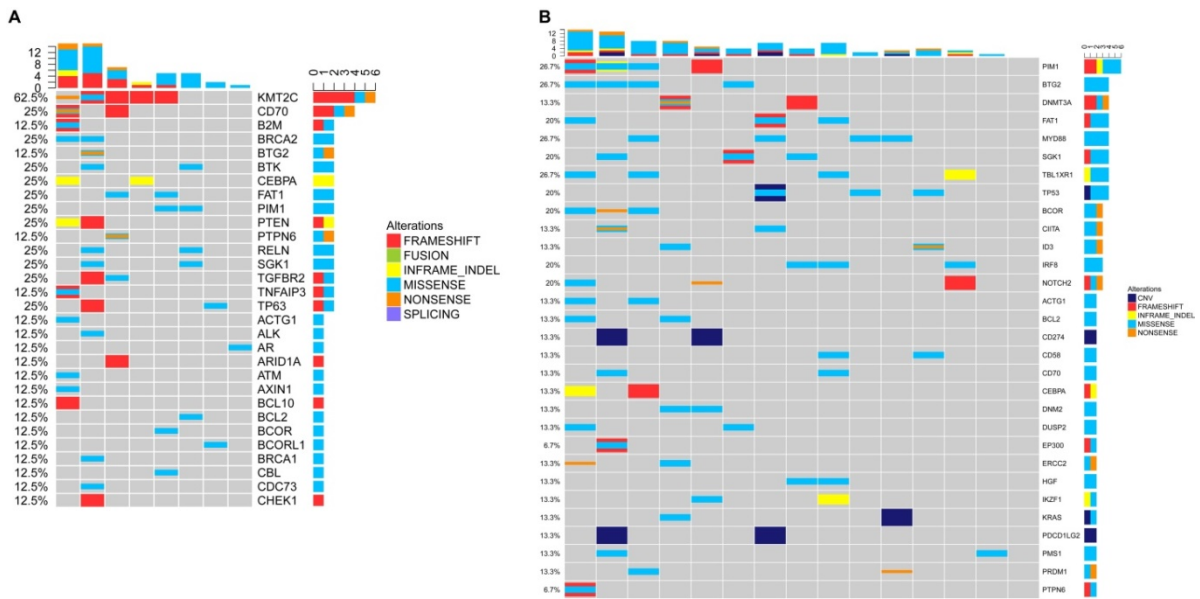 A
14
12
8
4
0
0
1
2
3
4
5
6
62.5% KMT2C
25% CD70
12.5% B2M
25% BRCA2
12.5% BTG2
25% BTK
25% CEBPA
25% FAT1
25% PIM1
25% PTEN
12.5% PTPN6
25% RELN
25% SGK1
25% TGFBR2
12.5% TNFAIP3
25% TP63
12.5% ACTG1
12.5% ALK
12.5% AR
12.5% ARID1A
12.5% ATM
12.5% AXIN1
12.5% BCL10
12.5% BCL2
12.5% BCOR
12.5% BCORL1
12.5% BRCA1
12.5% CBL
12.5% CDC73
12.5% CHEK1
Alterations
FRAMESHIFT
FUSION
INFRAME_INDEL
MISSENSE
NONSENSE
SPLICING
B
12
8
4
0
0
1
2
3
4
5
6
26.7% PIM1
26.7% BTG2
13.3% DNMT3A
20% FAT1
26.7% MYD88
20% SGK1
26.7% TBL1XR1
20% TP53
20% BCOR
13.3% CIITA
13.3% ID3
20% IRF8
20% NOTCH2
13.3% ACTG1
13.3% BCL2
13.3% CD274
13.3% CD58
13.3% CD70
13.3% CEBPA
13.3% DNM2
13.3% DUSP2
6.7% EP300
13.3% ERCC2
13.3% HGF
13.3% IKZF1
13.3% KRAS
13.3% PDCD1LG2
13.3% PMS1
13.3% PRDM1
6.7% PTPN6
Alterations
CNV
FRAMESHIFT
INFRAME_INDEL
MISSENSE
NONSENSE